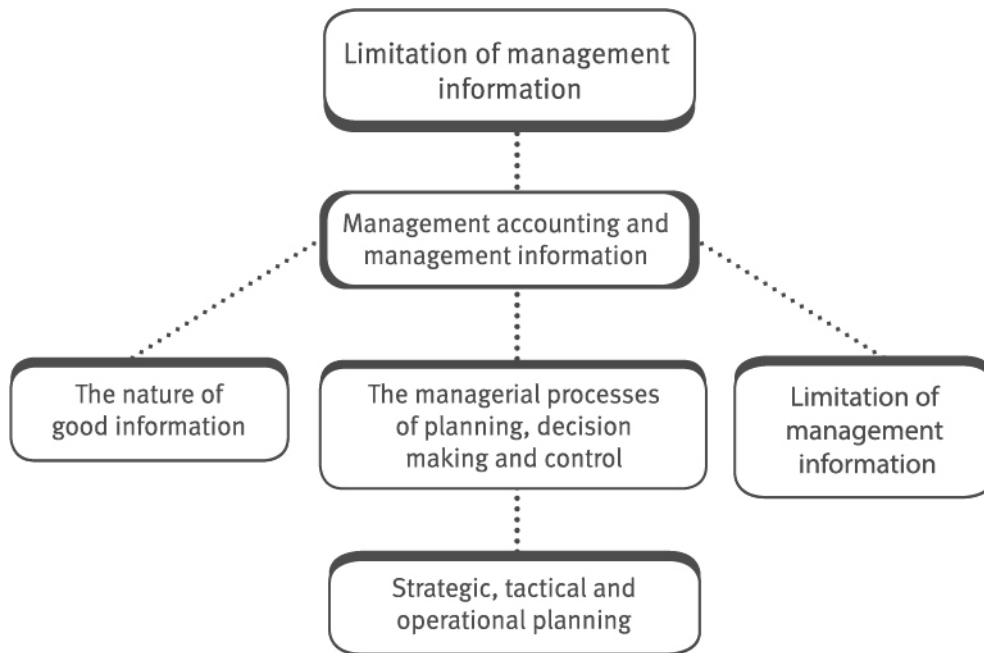 Limitation of management
information
Management accounting and
management information
The nature of
good information
The managerial processes
of planning, decision
making and control
Limitation of
management
information
Strategic, tactical and
operational planning